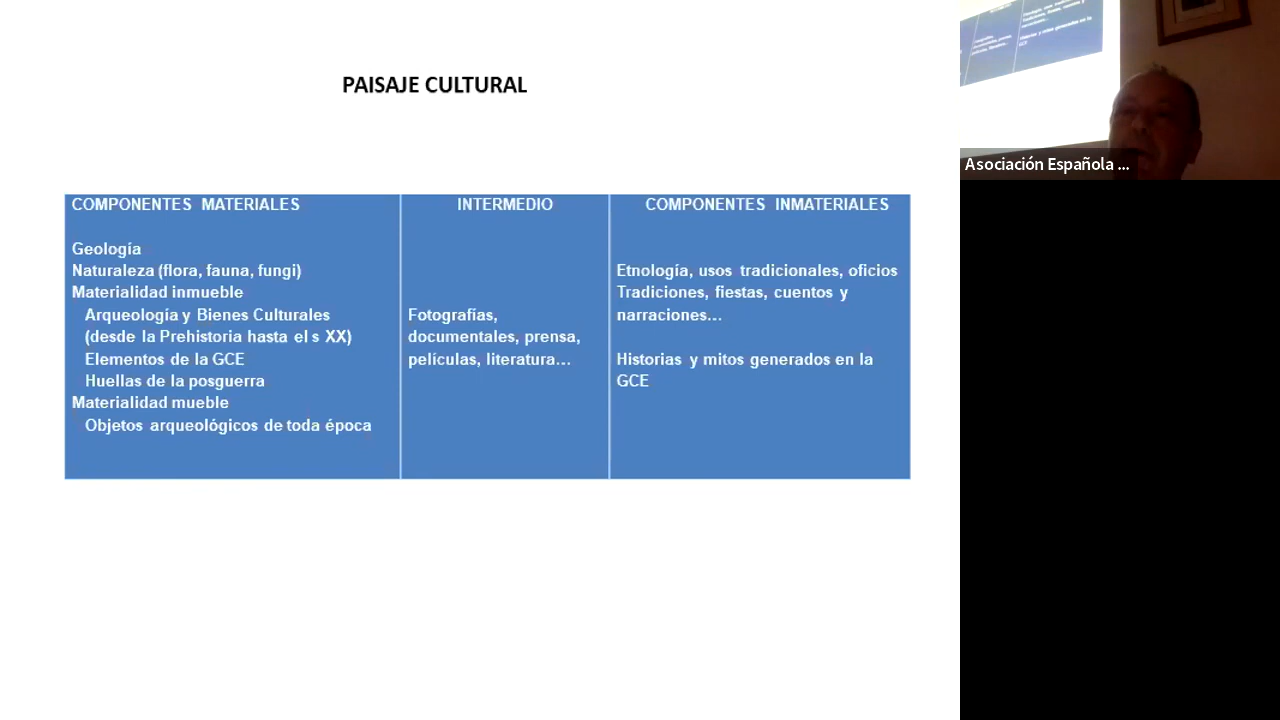 PAISAJE CULTURAL
COMPONENTES MATERIALES
Geología
Naturaleza (flora, fauna, fungi)
Materialidad inmueble
Arqueología y Bienes Culturales
(desde la Prehistoria hasta el s XX)
Elementos de la GCE
Huellas de la posguerra
Materialidad mueble
Objetos arqueológicos de toda época
INTERMEDIO
Fotografías,
documentales, prensa,
películas, literatura...
COMPONENTES INMATERIALES
Etnología, usos tradicionales, oficios
Tradiciones, fiestas, cuentos y
narraciones...
Historias y mitos generados en la
GCE
Asociación Española ...